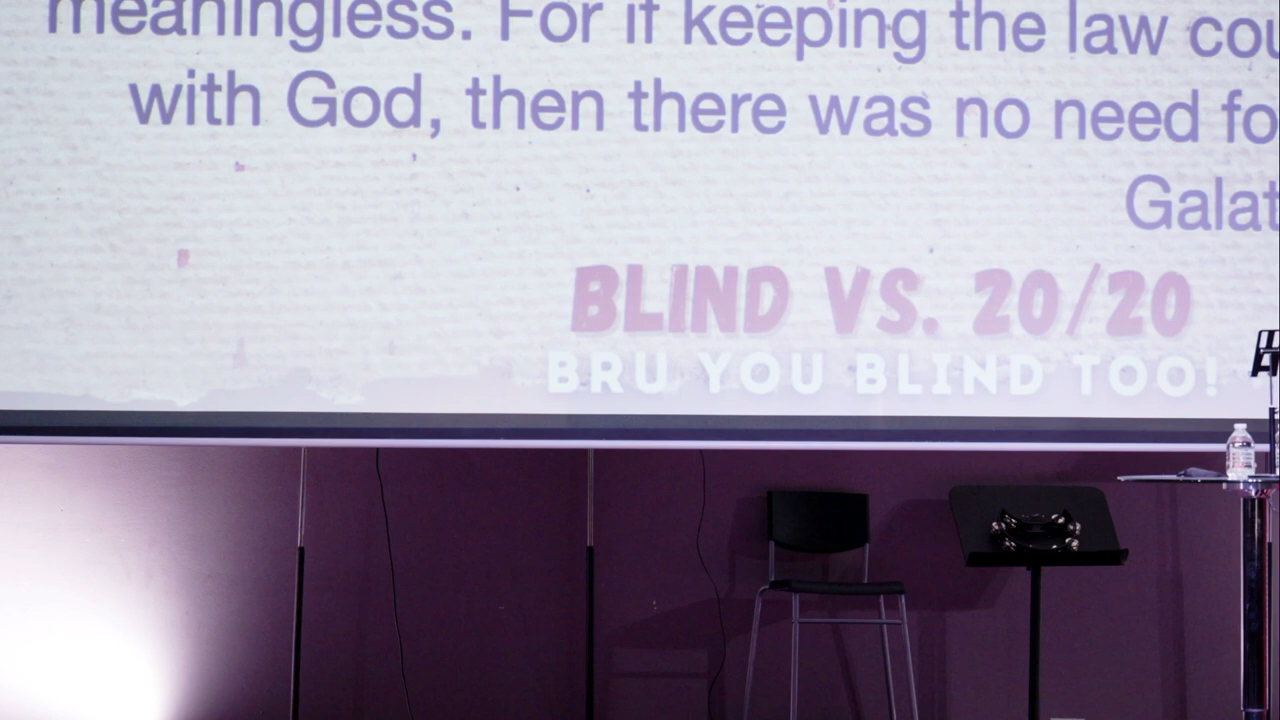 meaningless. For if keeping the law cou
with God, then there was no need fo
Galat
BLIND VS. 20/20
BRU YOU BLIND TOO!